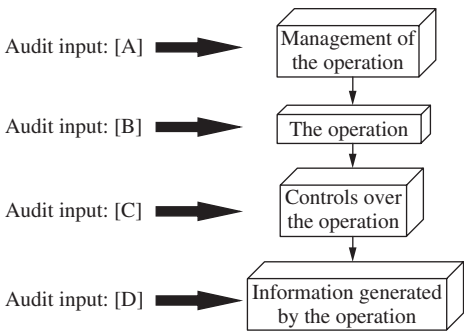 Audit input: [A]
Management of
the operation
Audit input: [B]
The operation
Audit input: [C]
Controls over
the operation
Audit input: [D]
Information generated
by the operation